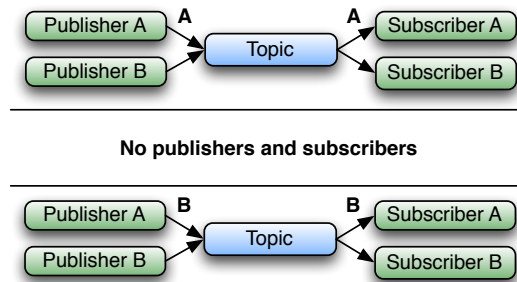 A A
Publisher A Subscriber A
Topic
Publisher B Subscriber B
No publishers and subscribers
B B
Publisher A Subscriber A
Topic
Publisher B Subscriber B